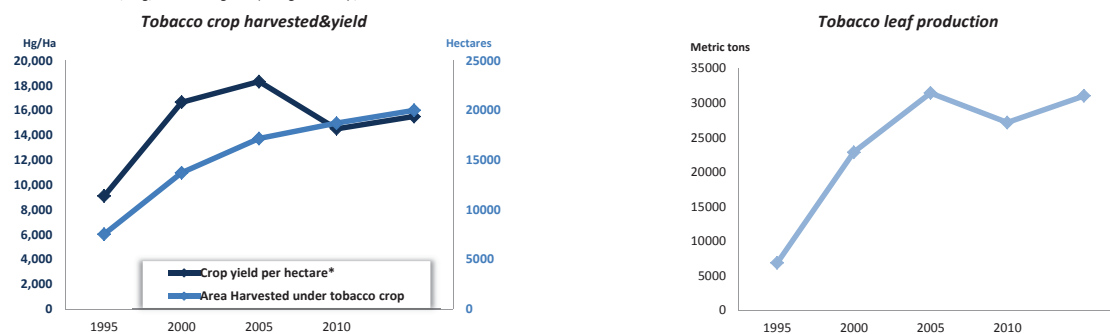 Tobacco crop harvested&yield
Hg/Ha
Hectares
20,000
18,000
16,000
14,000
12,000
10,000
8,000
6,000
4,000
2,000
0
25000
20000
15000
10000
5000
0
Crop yield per hectare*
Area Harvested under tobacco crop
1995 2000 2005 2010
Tobacco leaf production
Metric tons
35000
30000
25000
20000
15000
10000
5000
0
1995 2000 2005 2010